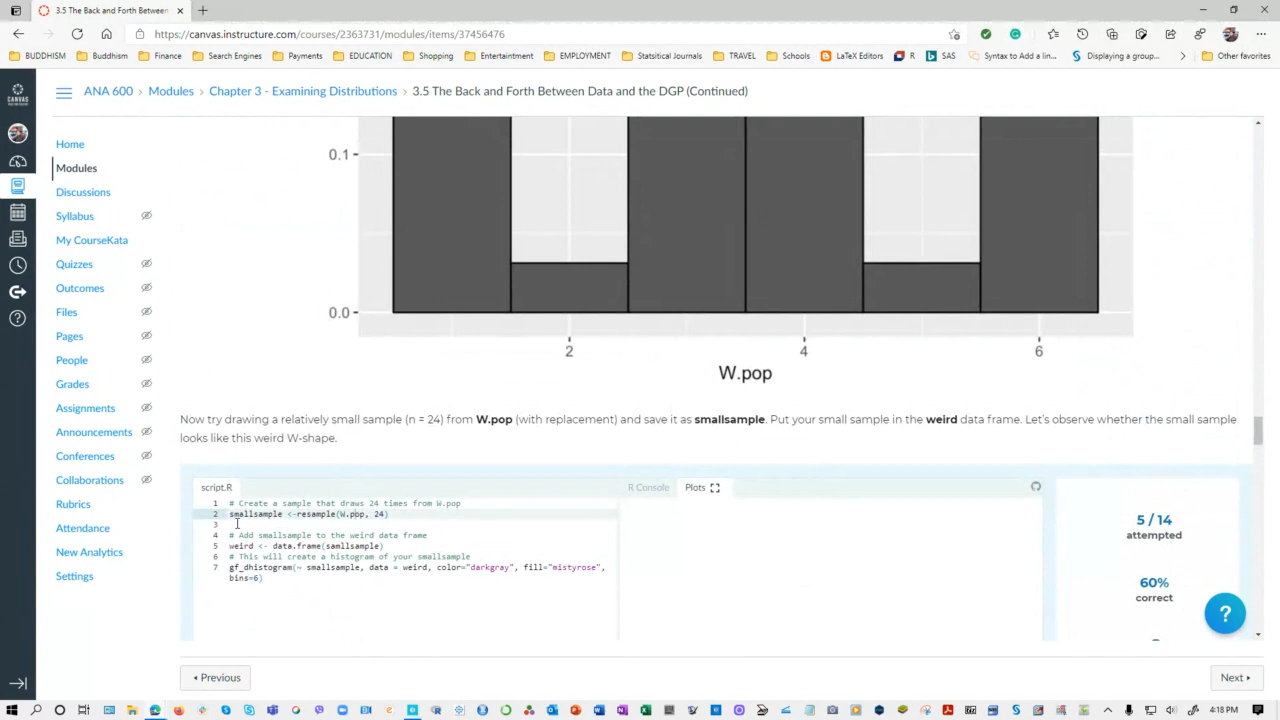 3.5 The Back and Forth Between
https://canvas.instructure.com/courses/2363731/modules/items/37456476
BUDDHISM
Buddhism
Finance
Search Engines
Payments
EDUCATION
Shopping
Entertainment
EMPLOYMENT
Statsitical Journals
TRAVEL
Schools
LaTeX Editors
R
SAS
Syntax to Add a lin...
Displaying a group...
Other favorites
CANVAS
ANA 600 › Modules › Chapter 3 - Examining Distributions › 3.5 The Back and Forth Between Data and the DGP (Continued)
Home
Modules
Discussions
Syllabus
My CourseKata
Quizzes
Outcomes
Files
Pages
People
Grades
Assignments
Announcements
Conferences
Collaborations
Rubrics
Attendance
New Analytics
Settings
0.1
0.0
2 4 6
W.pop
Now try drawing a relatively small sample (n = 24) from W.pop (with replacement) and save it as smallsample. Put your small sample in the weird data frame. Let's observe whether the small sample
looks like this weird W-shape.
script.R
R Console
Plots
1 # Create a sample that draws 24 times from W.pop
2 smallsample <-resample(W.pop, 24)
3
4 # Add smallsample to the weird data frame
5 weird <- data.frame(samllsample)
6 # This will create a histogram of your smallsample
7 gf_dhistogram(~ smallsample, data = weird, color="darkgray", fill="mistyrose",
bins=6)
5 / 14
attempted
60%
correct
?
Previous
Next
4:18 PM